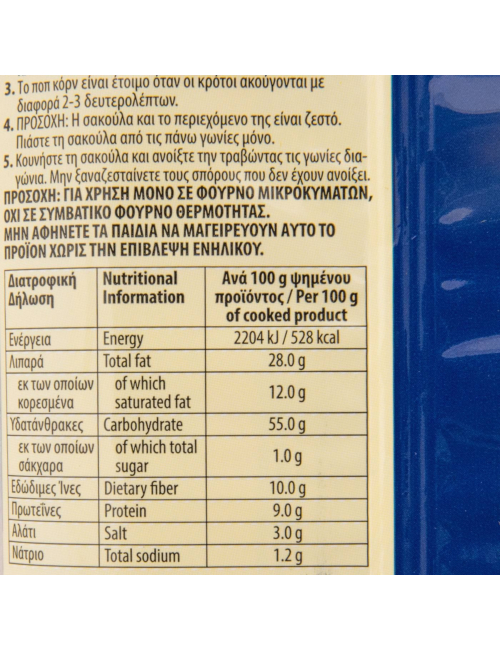 3. Το ποπ κόρν είναι έτοιμο όταν οι κρότοι ακούγονται με
διαφορά 2-3 δευτερολέπτων.
4. ΠΡΟΣΟΧΗ: Η σακούλα και το περιεχόμενο της είναι ζεστό.
Πιάστε τη σακούλα από τις πάνω γωνίες μόνο.
5. Κουνήστε τη σακούλα και ανοίξτε την τραβώντας τις γωνίες δια-
γώνια. Μην ξαναζεσταίνετε τους σπόρους που δεν έχουν ανοίξει.
ΠΡΟΣΟΧΗ: ΓΙΑ ΧΡΗΣΗ ΜΟΝΟ ΣΕ ΦΟΥΡΝΟ ΜΙΚΡΟΚΥΜΑΤΩΝ,
ΟΧΙ ΣΕ ΣΥΜΒΑΤΙΚΟ ΦΟΥΡΝΟ ΘΕΡΜΟΤΗΤΑΣ.
ΜΗΝ ΑΦΗΝΕΤΕ ΤΑ ΠΑΙΔΙΑ ΝΑ ΜΑΓΕΙΡΕΥΟΥΝ ΑΥΤΟ ΤΟ
ΠΡΟΪΟΝ ΧΩΡΙΣ ΤΗΝ ΕΠΙΒΛΕΨΗ ΕΝΗΛΙΚΟΥ.
Διατροφική Nutritional Ανά 100 g ψημένου
Δήλωση Information προϊόντος / Per 100 g
of cooked product
Ενέργεια Energy 2204 kJ / 528 kcal
Λιπαρά Total fat 28.0 g
εκ των οποίων of which 12.0 g
κορεσμένα saturated fat
Υδατάνθρακες Carbohydrate 55.0 g
εκ των οποίων of which total 1.0 g
σάκχαρα sugar
Εδώδιμες Ίνες Dietary fiber 10.0 g
Πρωτεΐνες Protein 9.0 g
Αλάτι Salt 3.0 g
Νάτριο Total sodium 1.2 g